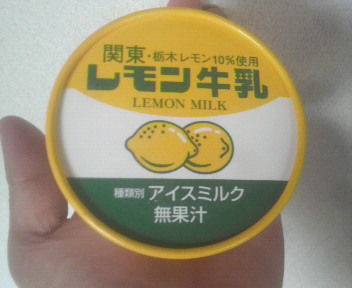 関東・栃木レモン10%使用
レモン牛乳
LEMON MILK
種類別 アイスミルク
無果汁